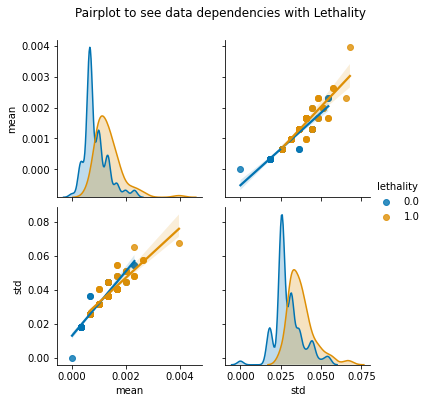 Pairplot to see data dependencies with Lethality
0.004
0.003
0.002
0.001
0.000
mean
lethality
0.0
1.0
0.08
0.06
0.04
0.02
0.00
std
0.000 0.002 0.004
mean
0.000 0.025 0.050 0.075
std